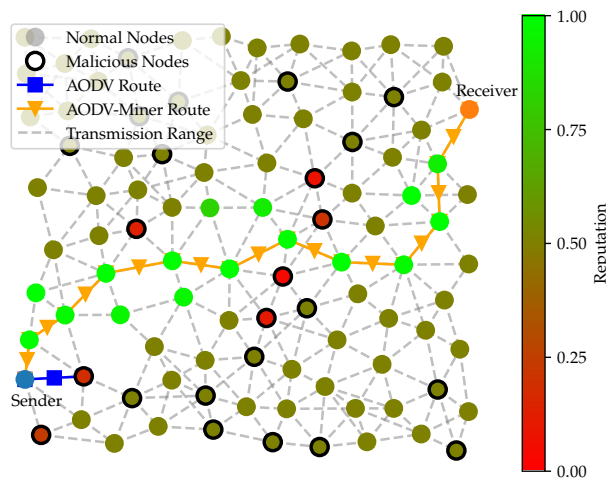 Normal Nodes
Malicious Nodes
AODV Route
AODV-Miner Route
Transmission Range
Receiver
Sender
1.00
0.75
0.50
0.25
0.00
Reputation